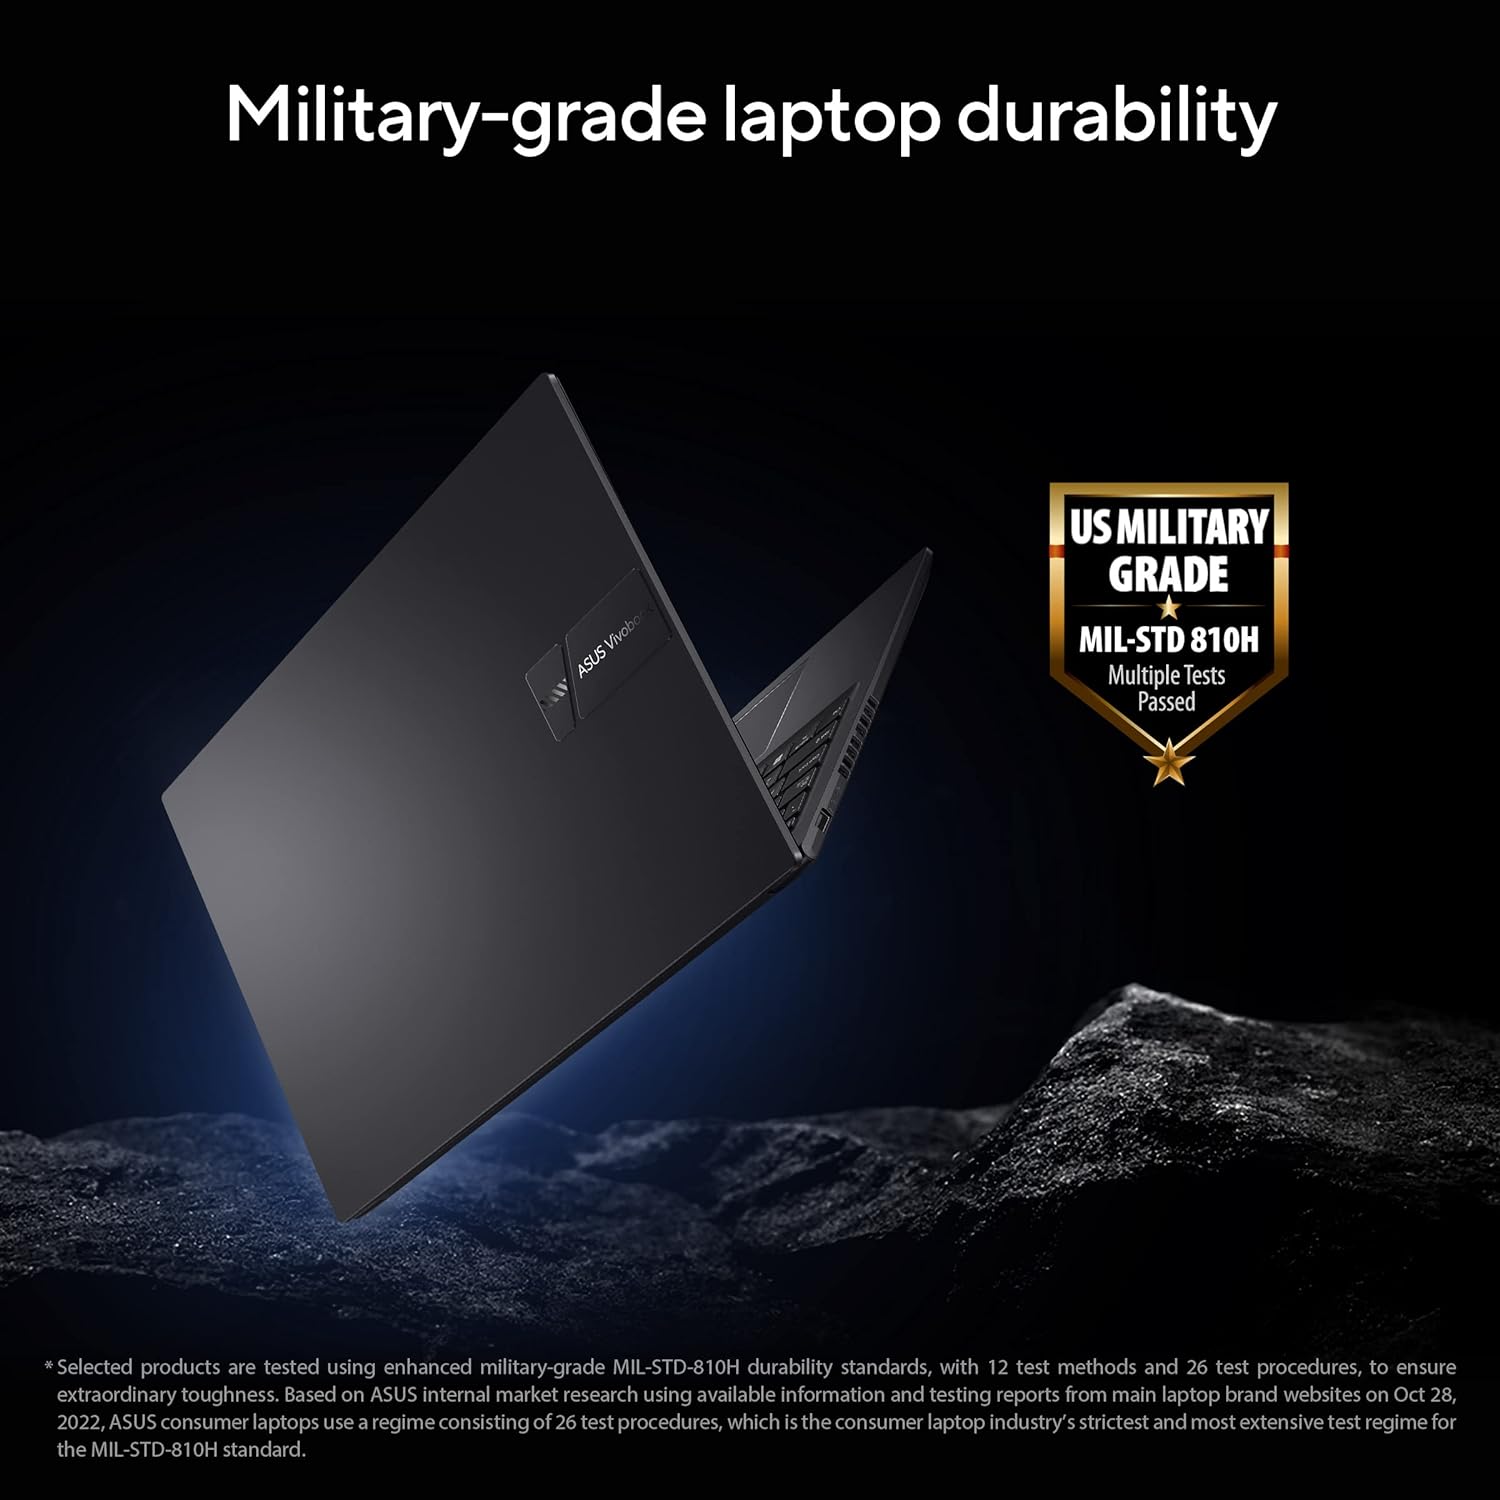 Military-grade laptop durability
ASUS Vivobook
US MILITARY
GRADE
MIL-STD 810H
Multiple Tests
Passed
* Selected products are tested using enhanced military-grade MIL-STD-810H durability standards, with 12 test methods and 26 test procedures, to ensure
extraordinary toughness. Based on ASUS internal market research using available information and testing reports from main laptop brand websites on Oct 28,
2022, ASUS consumer laptops use a regime consisting of 26 test procedures, which is the consumer laptop industry's strictest and most extensive test regime for
the MIL-STD-810H standard.